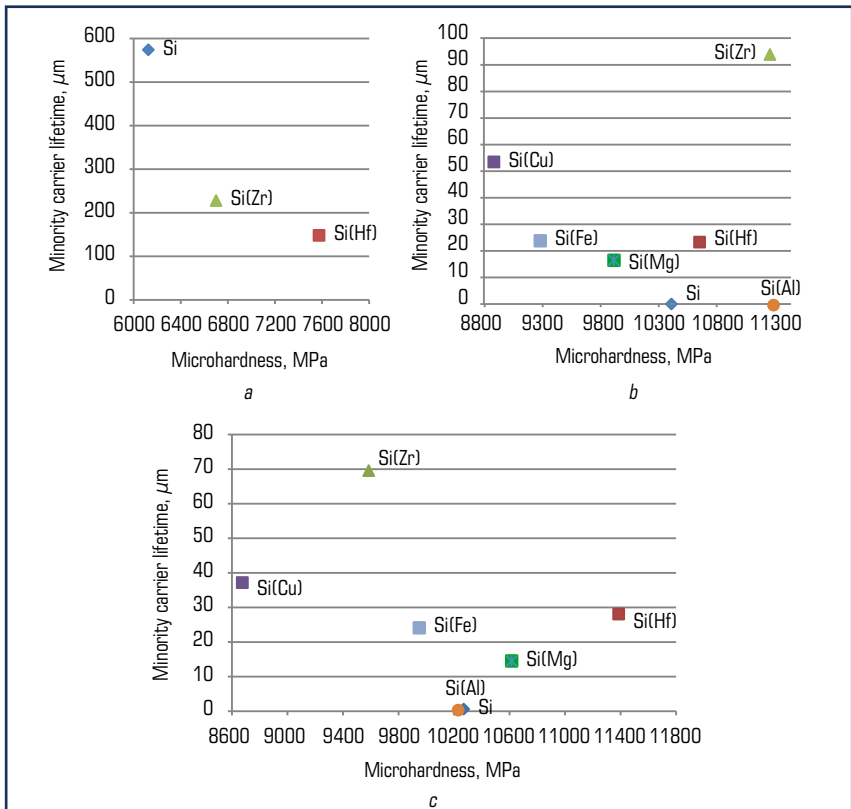 600
500
400
300
200
100
0
Minority carrier lifetime, μm
Si
Si(Zr)
Si(Hf)
6000 6400 6800 7200 7600 8000
Microhardness, MPa
a
100
90
80
70
60
50
40
30
20
10
0
Minority carrier lifetime, μm
Si(Zr)
Si(Cu)
Si(Fe)
Si(Hf)
Si(Mg)
Si
Si(Al)
8800 9300 9800 10300 10800 11300
Microhardness, MPa
b
80
70
60
50
40
30
20
10
0
Minority carrier lifetime, μm
Si(Zr)
Si(Cu)
Si(Fe)
Si(Hf)
Si(Mg)
Si(Al)
Si
8600 9000 9400 9800 10200 10600 11000 11400 11800
Microhardness, MPa
c